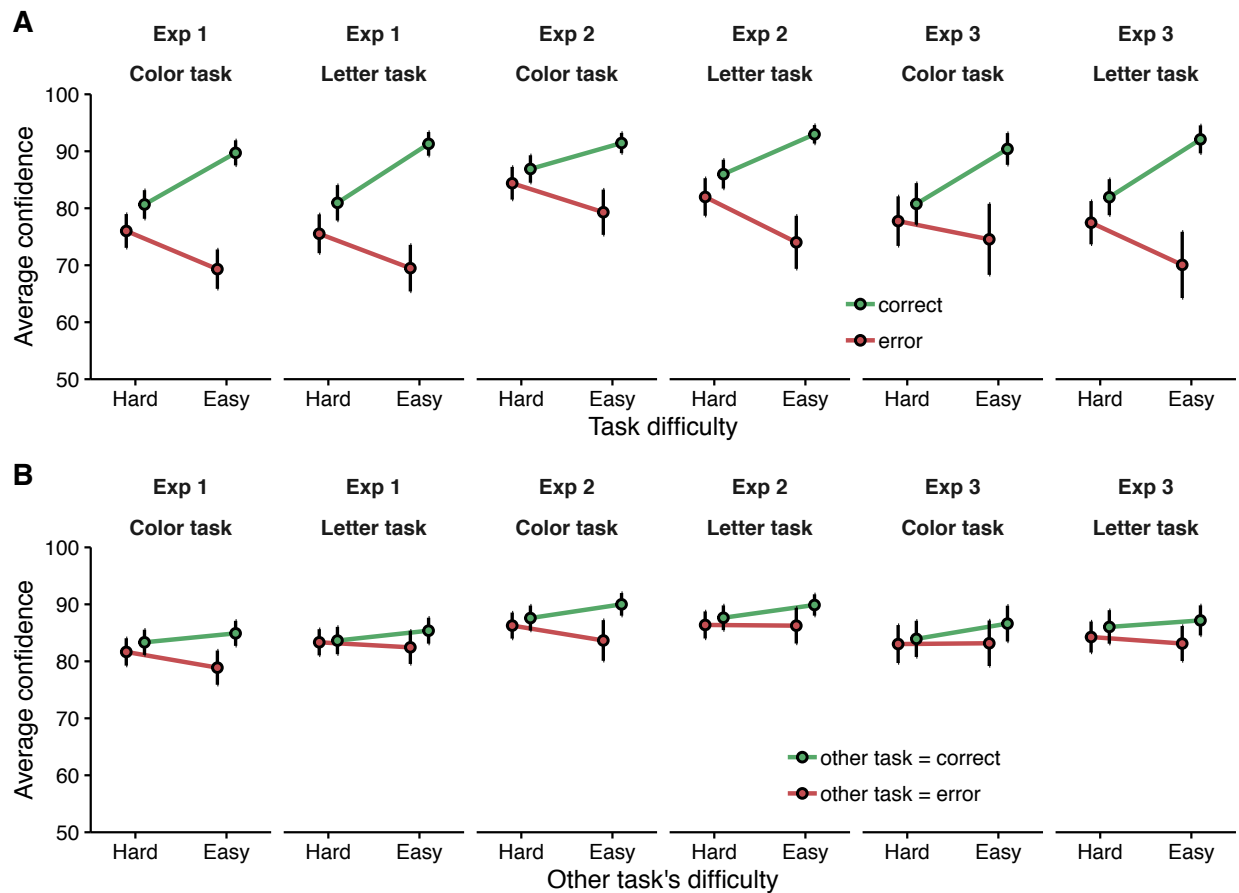 A
Exp 1 Exp 1 Exp 2 Exp 2 Exp 3 Exp 3
Color task Letter task Color task Letter task Color task Letter task
100
90
80
70
60
50
Average confidence
correct
error
Hard Easy Hard Easy Hard Easy Hard Easy Hard Easy Hard Easy
Task difficulty
B
Exp 1 Exp 1 Exp 2 Exp 2 Exp 3 Exp 3
Color task Letter task Color task Letter task Color task Letter task
100
90
80
70
60
50
Average confidence
other task = correct
other task = error
Hard Easy Hard Easy Hard Easy Hard Easy Hard Easy Hard Easy
Other task's difficulty